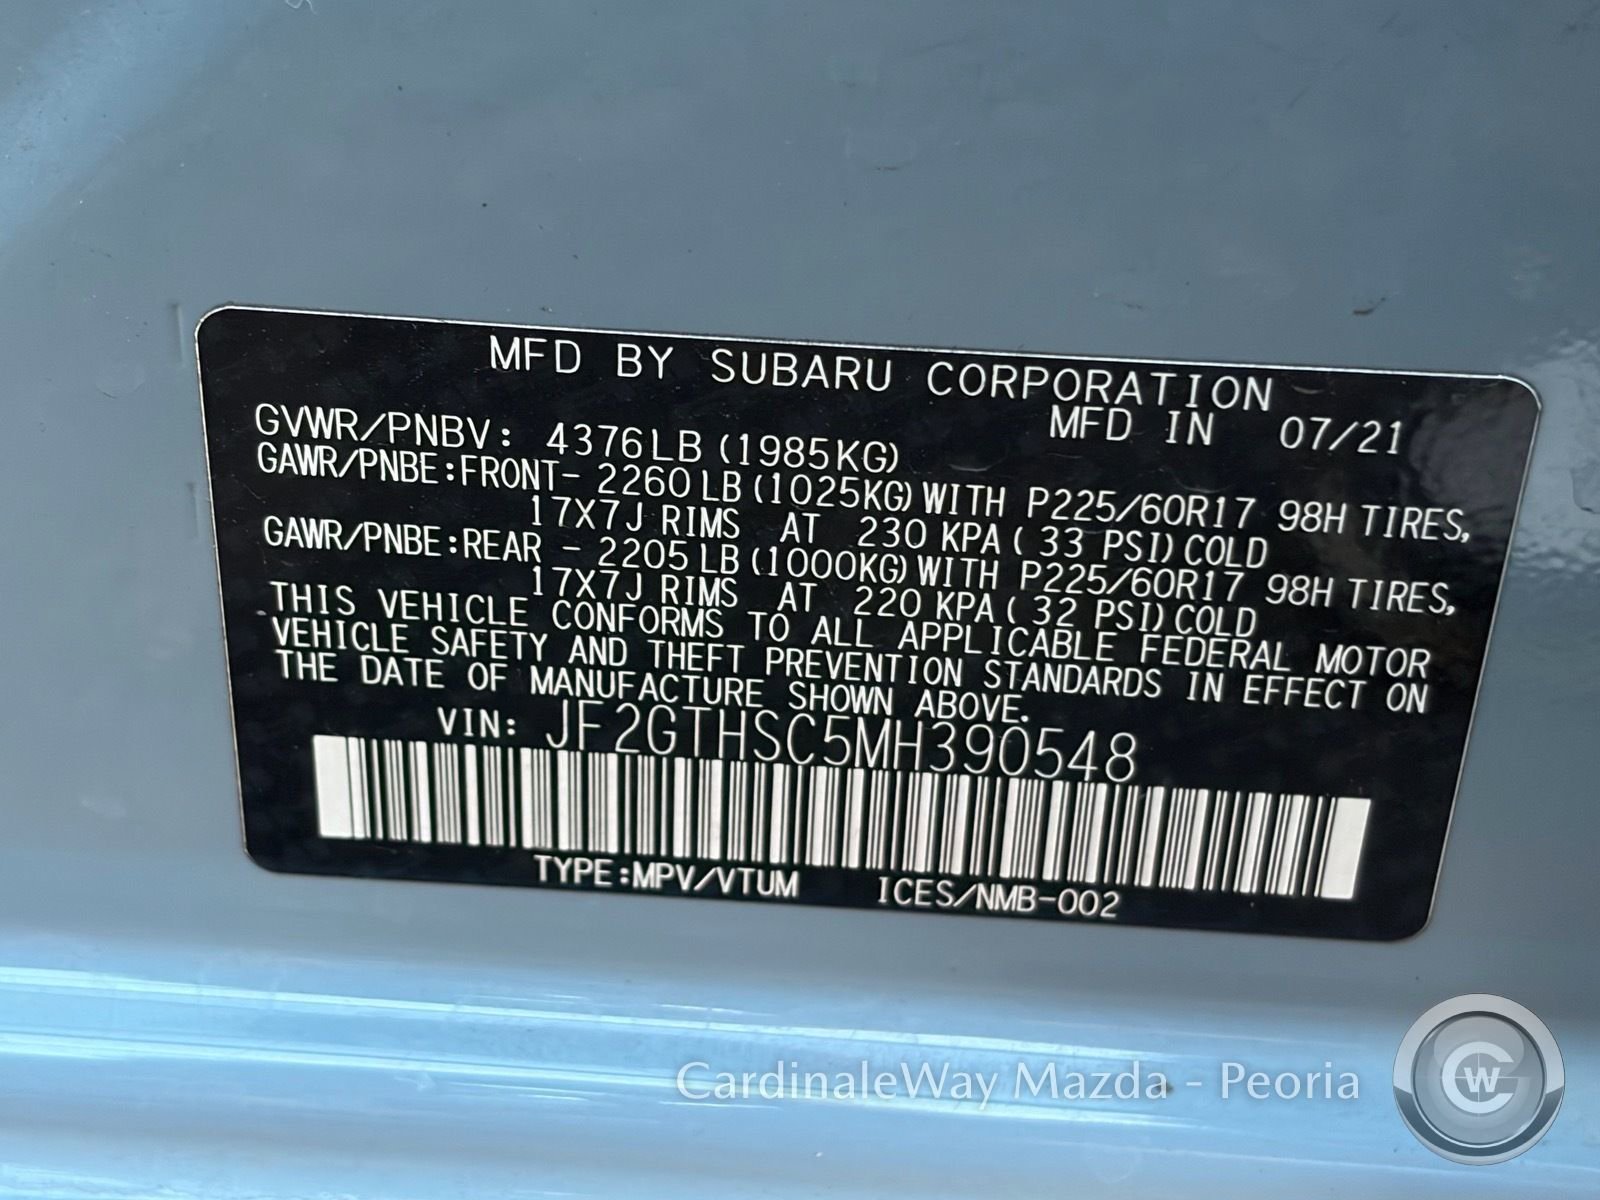 MFD BY SUBARU CORPORATION
MFD IN 07/21
GVWR/PNBV: 4376LB (1985KG)
GAWR/PNBE:FRONT- 2260LB (1025KG) WITH P225/60R17 98H TIRES,
17X7J RIMS AT 230 KPA ( 33 PSI) COLD
GAWR/PNBE:REAR - 2205LB (1000KG) WITH P225/60R17 98H TIRES,
17X7J RIMS AT 220 KPA ( 32 PSI) COLD
THIS VEHICLE CONFORMS TO ALL APPLICABLE FEDERAL MOTOR
VEHICLE SAFETY AND THEFT PREVENTION STANDARDS IN EFFECT ON
THE DATE OF MANUFACTURE SHOWN ABOVE.
VIN: JF2GTHSC5MH390548
TYPE:MPV/VTUM ICES/NMB-002
CardinaleWay Mazda - Peoria
CW